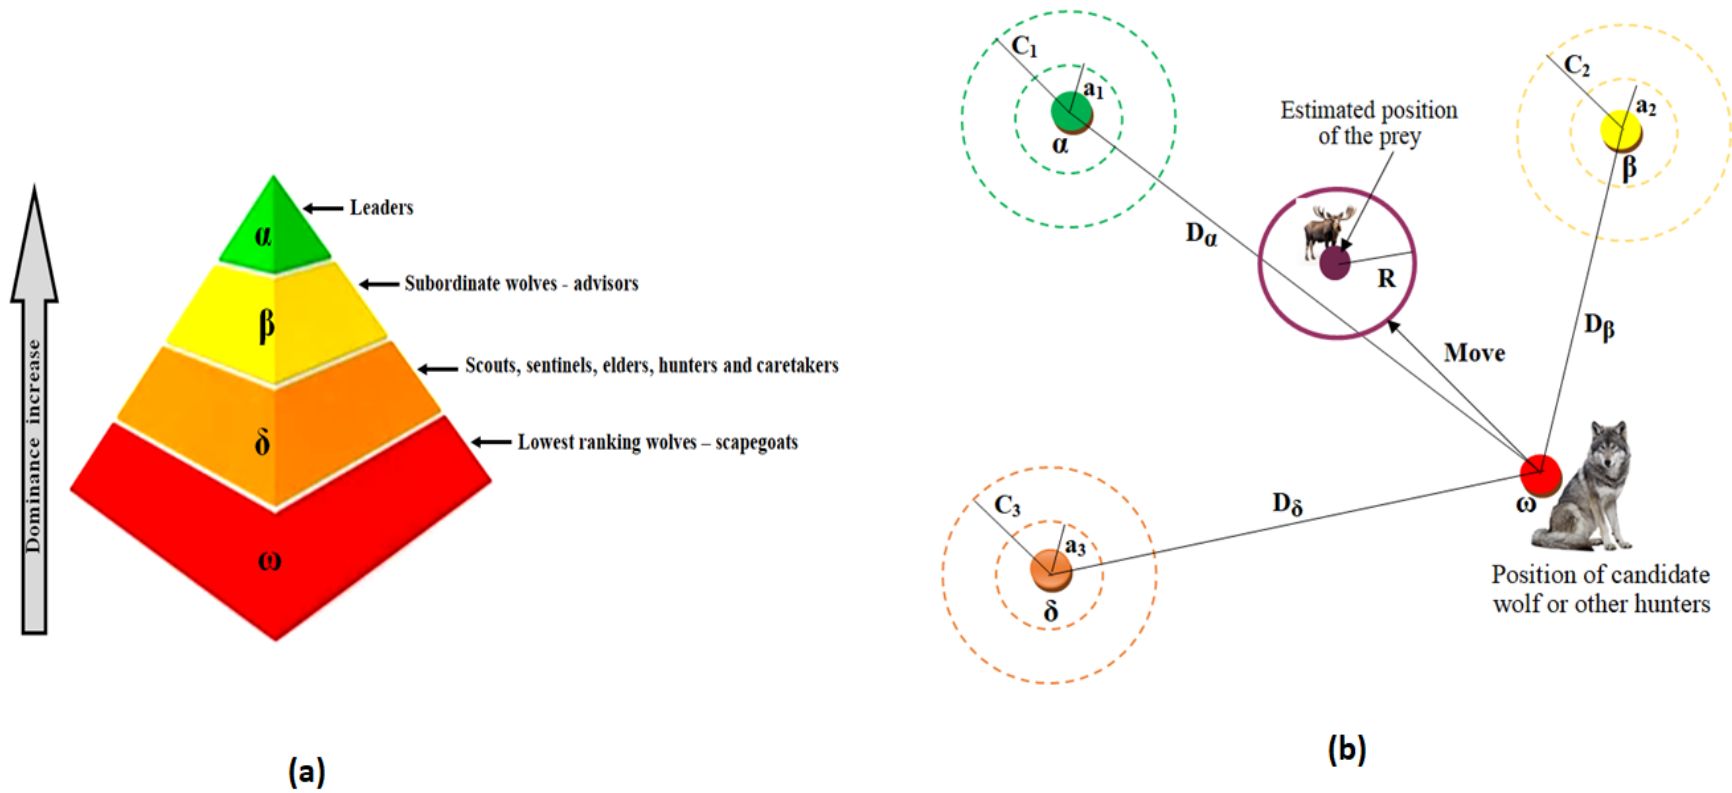 Dominance increase
α
Leaders
β
Subordinate wolves - advisors
δ
Scouts, sentinels, elders, hunters and caretakers
ω
Lowest ranking wolves – scapegoats
(a)
C1
a1
α
C2
a2
β
Estimated position
of the prey
R
Dα
Dβ
Move
C3
a3
δ
Dδ
ω
Position of candidate
wolf or other hunters
(b)